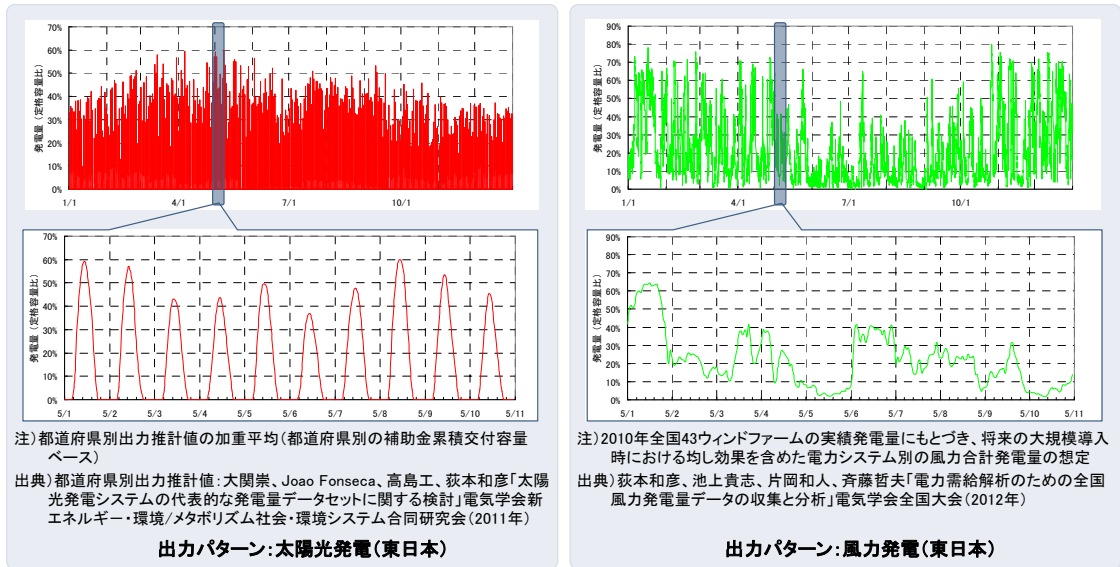 70%
60%
50%
40%
30%
20%
10%
0%
発電量（定格容量比）
1/1 4/1 7/1 10/1
70%
60%
50%
40%
30%
20%
10%
0%
発電量（定格容量比）
5/1 5/2 5/3 5/4 5/5 5/6 5/7 5/8 5/9 5/10 5/11
注）都道府県別出力推計値の加重平均（都道府県別の補助金累積交付容量
ベース）
出典）都道府県別出力推計値：大関崇、Joao Fonseca、高島工、荻本和彦「太陽
光発電システムの代表的な発電量データセットに関する検討」電気学会新
エネルギー・環境/メタボリズム社会・環境システム合同研究会（2011年）
出力パターン：太陽光発電（東日本）
90%
80%
70%
60%
50%
40%
30%
20%
10%
0%
発電量（定格容量比）
1/1 4/1 7/1 10/1
90%
80%
70%
60%
50%
40%
30%
20%
10%
0%
発電量（定格容量比）
5/1 5/2 5/3 5/4 5/5 5/6 5/7 5/8 5/9 5/10 5/11
注）2010年全国43ウィンドファームの実績発電量にもとづき、将来の大規模導入
時における均し効果を含めた電力システム別の風力合計発電量の想定
出典）荻本和彦、池上貴志、片岡和人、斉藤哲夫「電力需給解析のための全国
風力発電量データの収集と分析」電気学会全国大会（2012年）
出力パターン：風力発電（東日本）